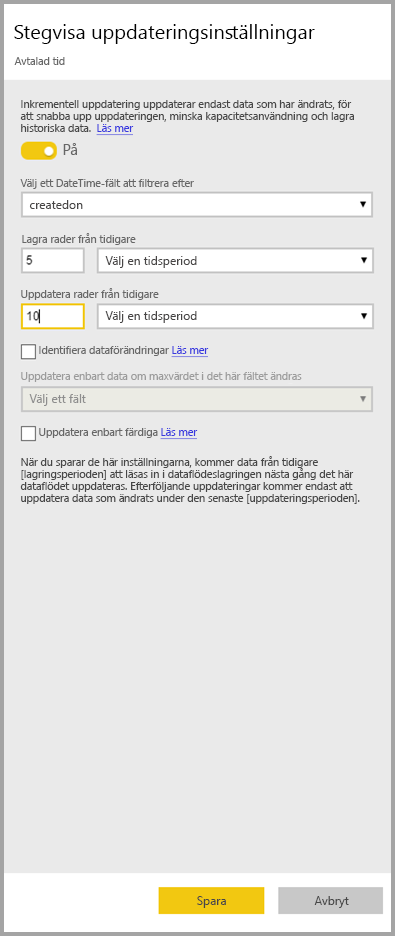 Stegvisa uppdateringsinställningar
Avtalad tid
Inkrementell uppdatering uppdaterar endast data som har ändrats, för
att snabba upp uppdateringen, minska kapacitetsanvändning och lagra
historiska data. Läs mer
På
Välj ett DateTime-fält att filtrera efter
createdon
Lagra rader från tidigare
5 Välj en tidsperiod
Uppdatera rader från tidigare
10 Välj en tidsperiod
Identifiera dataförändringar Läs mer
Uppdatera enbart data om maxvärdet i det här fältet ändras
Välj ett fält
Uppdatera enbart färdiga Läs mer
När du sparar de här inställningarna, kommer data från tidigare
[lagringsperioden] att läsas in i dataflödeslagringen nästa gång det här
dataflödet uppdateras. Efterföljande uppdateringar kommer endast att
uppdatera data som ändrats under den senaste [uppdateringsperioden].
Spara Avbryt